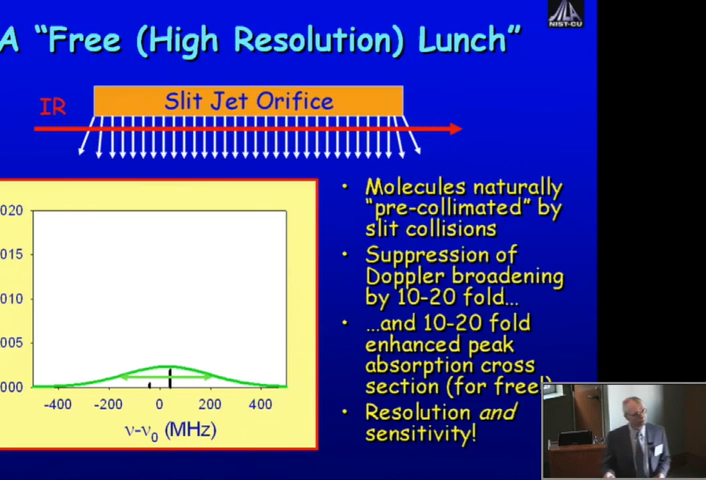 A “Free (High Resolution) Lunch”
NIST-CU
IR
Slit Jet Orifice
• Molecules naturally
“pre-collimated” by
slit collisions
• Suppression of
Doppler broadening
by 10-20 fold…
• …and 10-20 fold
enhanced peak
absorption cross
section (for free!)
• Resolution and
sensitivity!
020
015
010
005
000
-400 -200 0 200 400
ν-ν₀ (MHz)